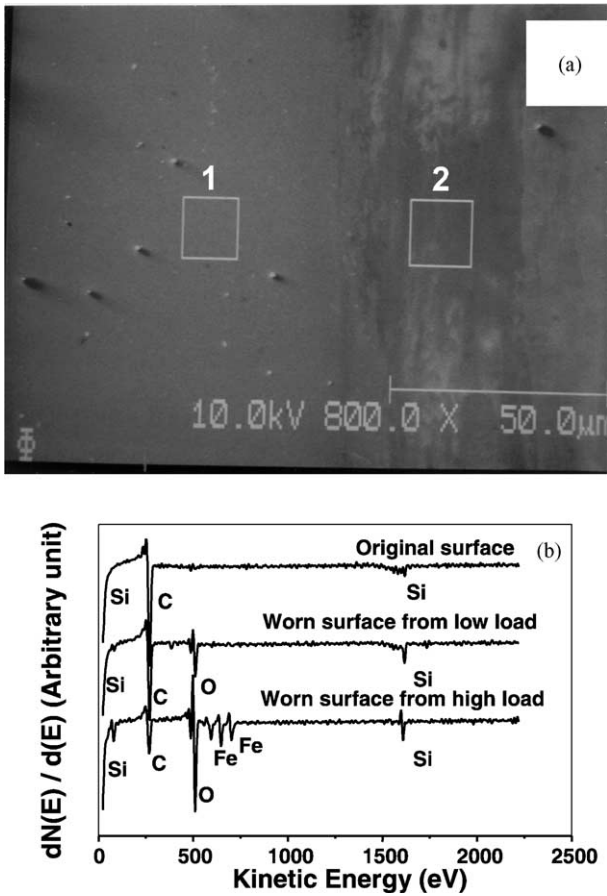 (a)
1
2
10.0kV 800.0 X 50.0µm
(b)
Original surface
Si
C
Si
Worn surface from low load
Si
C
O
Si
Worn surface from high load
Si
C
O
Fe
Fe
Si
dN(E) / d(E) (Arbitrary unit)
0 500 1000 1500 2000 2500
Kinetic Energy (eV)